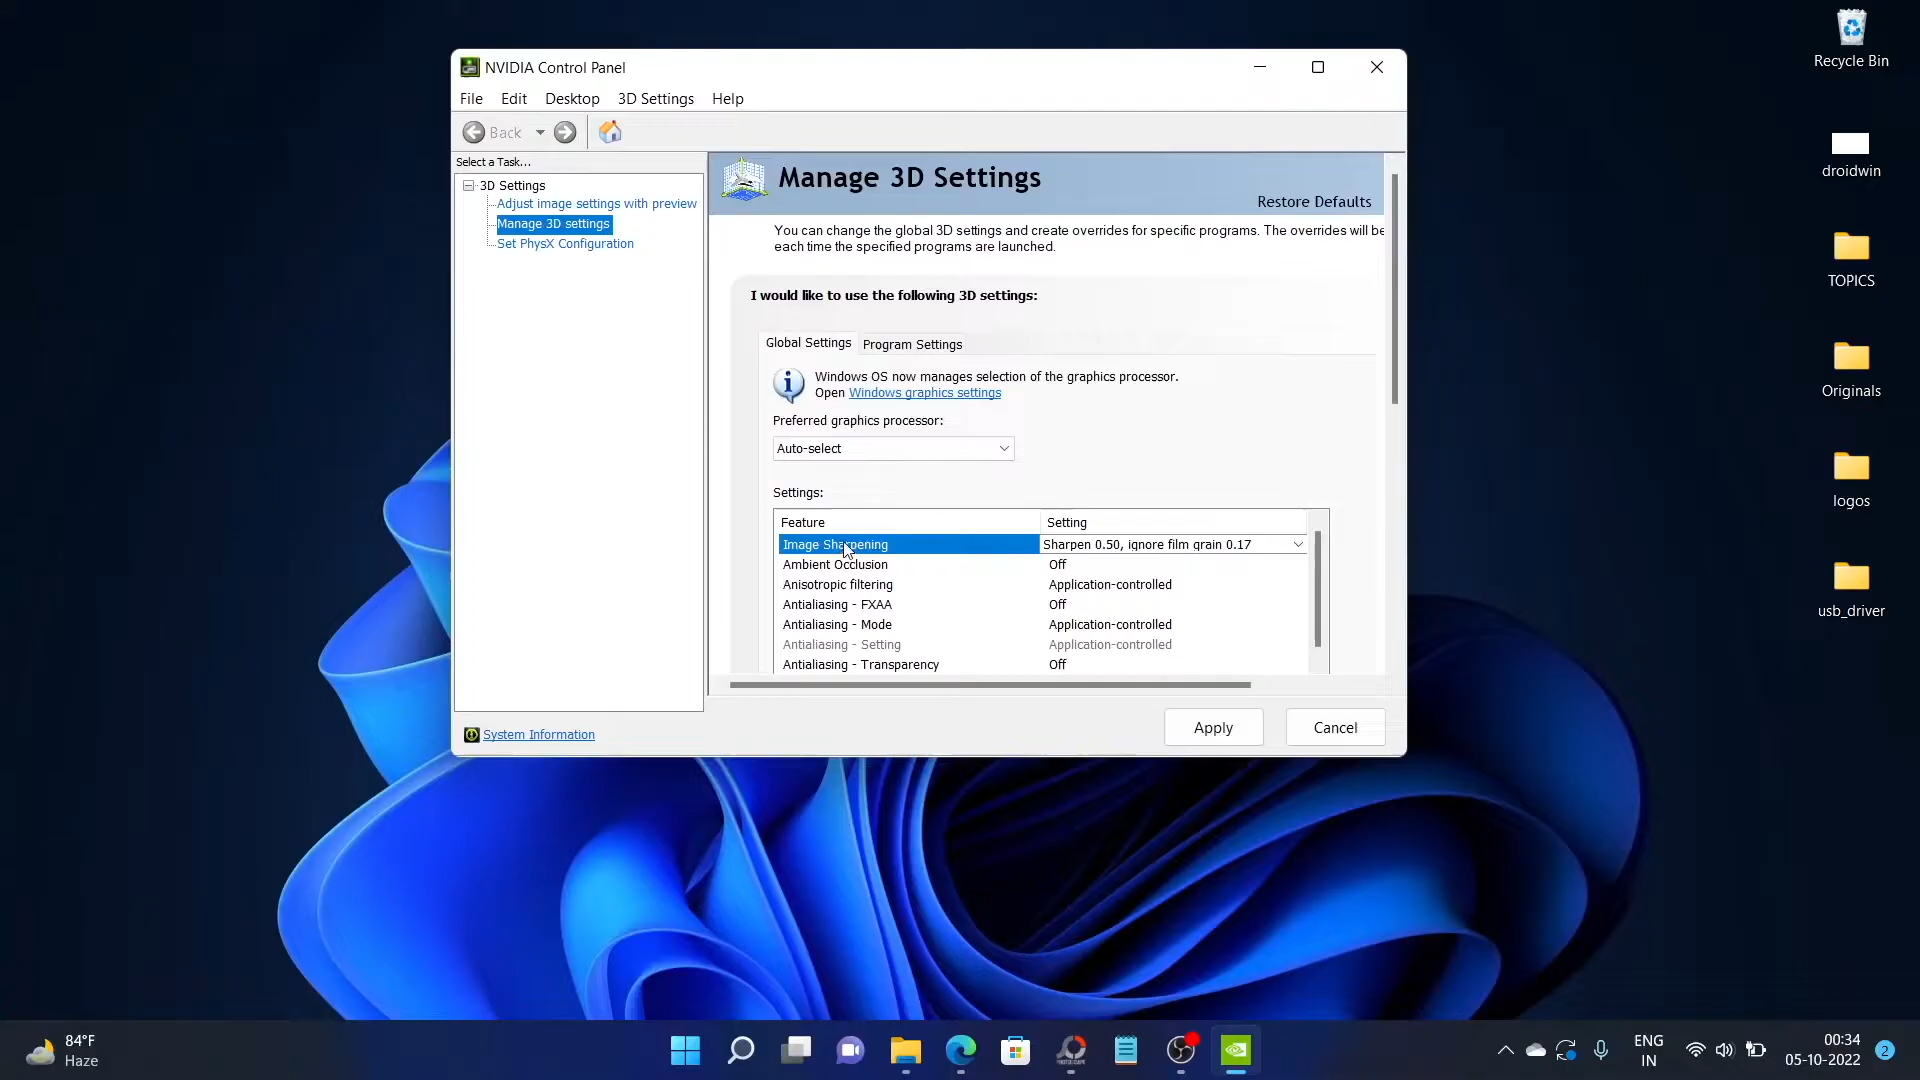 Recycle Bin
droidwin
TOPICS
Originals
logos
usb_driver
NVIDIA Control Panel
File Edit Desktop 3D Settings Help
Back
Select a Task...
3D Settings
Adjust image settings with preview
Manage 3D settings
Set PhysX Configuration
System Information
Manage 3D Settings
Restore Defaults
You can change the global 3D settings and create overrides for specific programs. The overrides will be
each time the specified programs are launched.
I would like to use the following 3D settings:
Global Settings Program Settings
Windows OS now manages selection of the graphics processor.
Open Windows graphics settings
Preferred graphics processor:
Auto-select
Settings:
Feature Setting
Image Sharpening Sharpen 0.50, ignore film grain 0.17
Ambient Occlusion Off
Anisotropic filtering Application-controlled
Antialiasing - FXAA Off
Antialiasing - Mode Application-controlled
Antialiasing - Setting Application-controlled
Antialiasing - Transparency Off
Apply Cancel
84°F
Haze
ENG
IN
00:34
05-10-2022
2